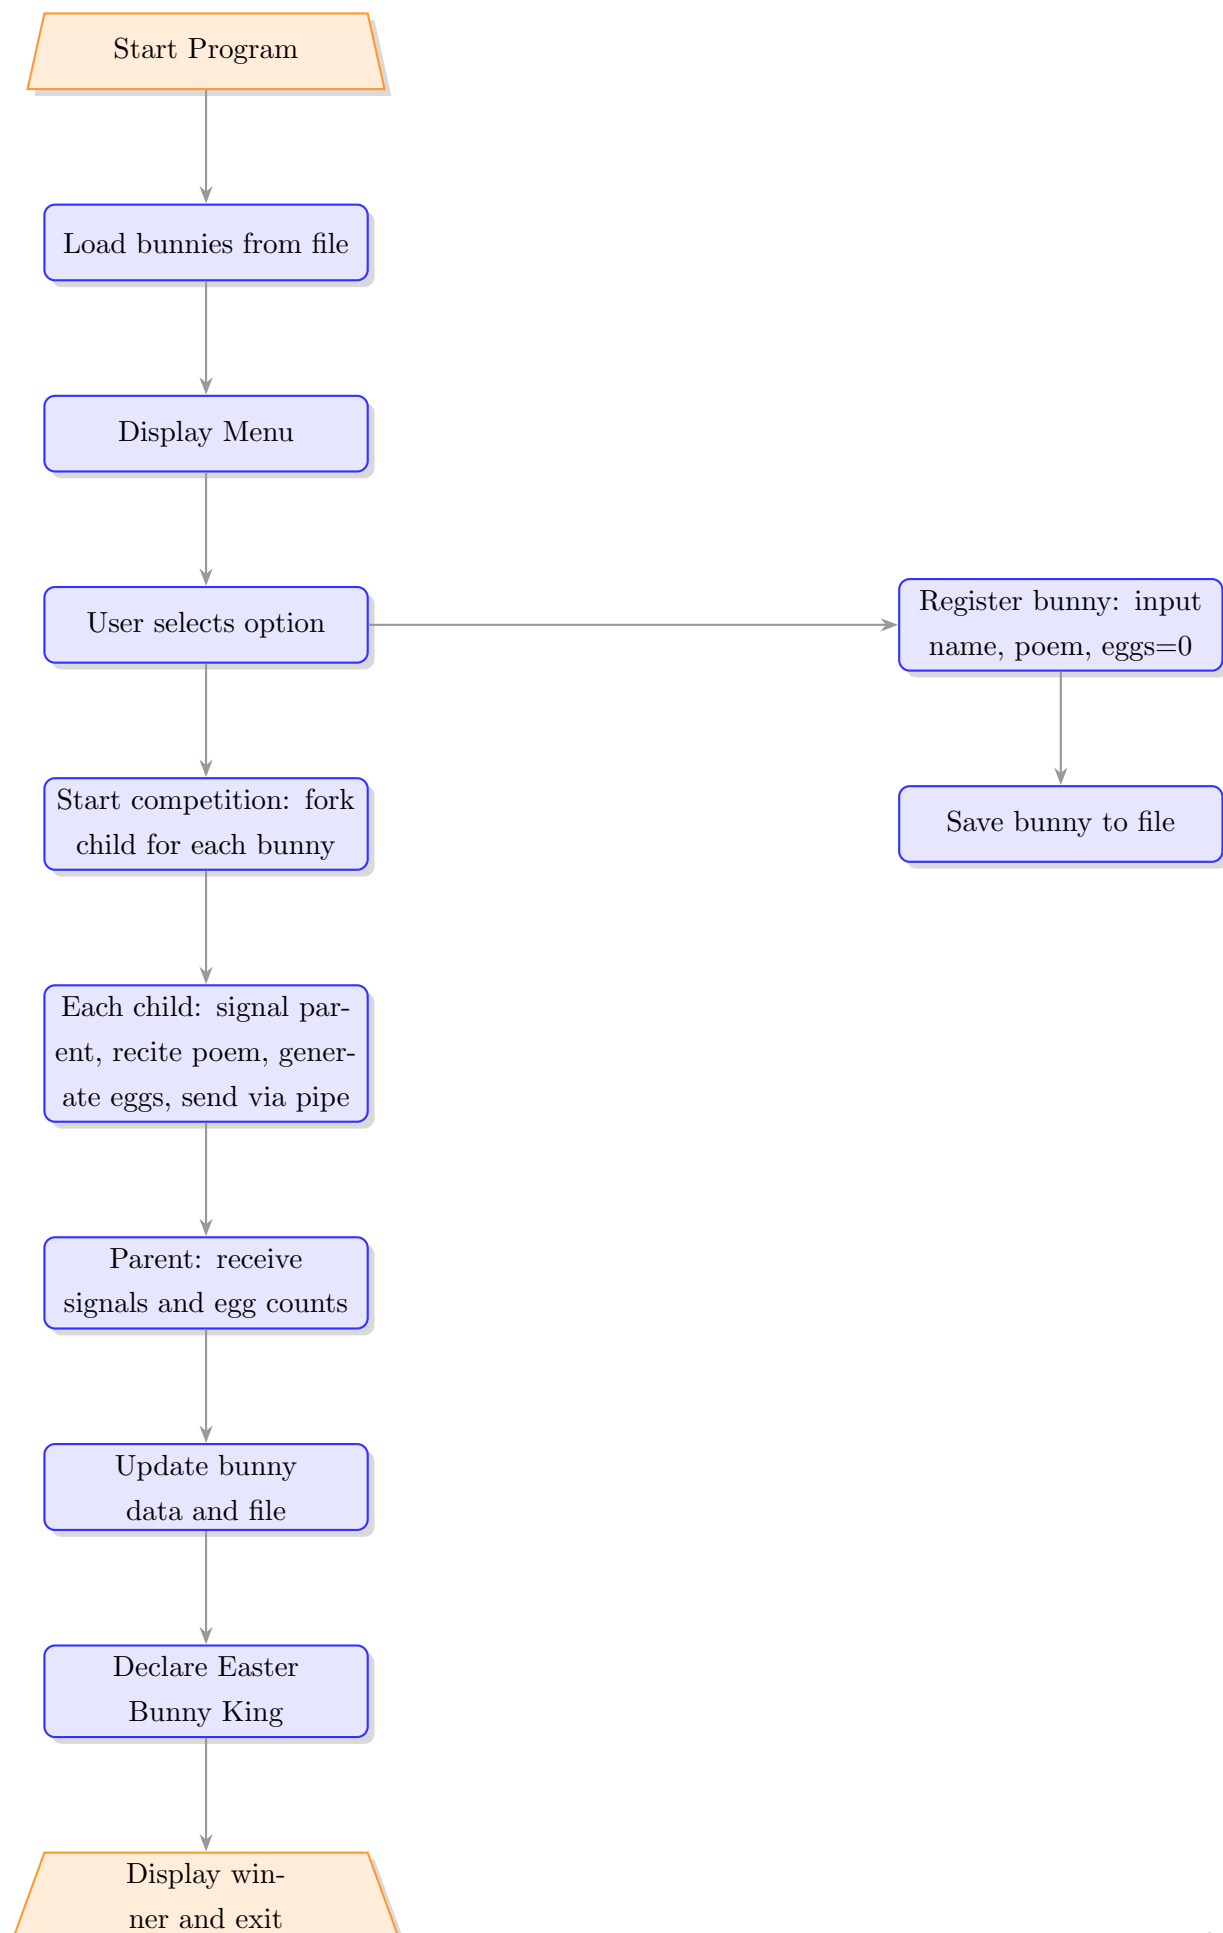 Start Program
Load bunnies from file
Display Menu
User selects option
Register bunny: input
name, poem, eggs=0
Start competition: fork
child for each bunny
Save bunny to file
Each child: signal par-
ent, recite poem, gener-
ate eggs, send via pipe
Parent: receive
signals and egg counts
Update bunny
data and file
Declare Easter
Bunny King
Display win-
ner and exit